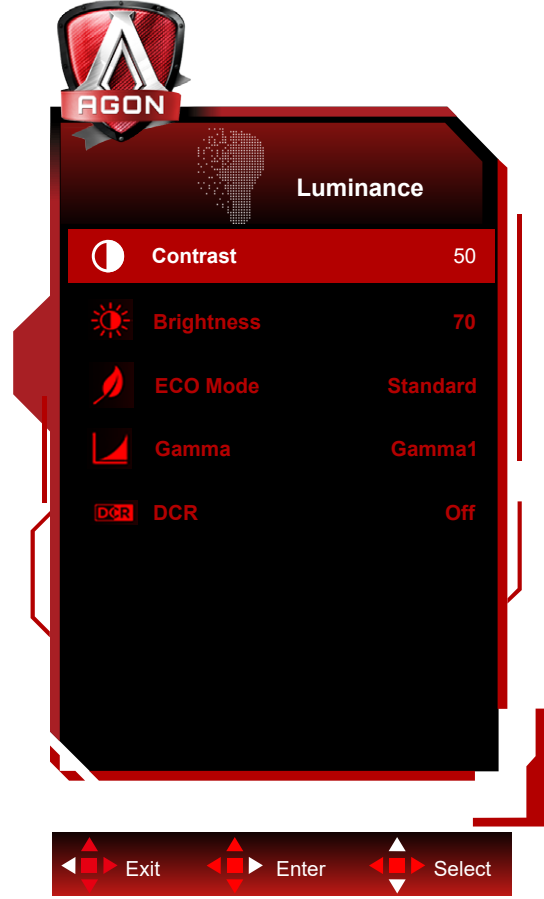 AGON
Luminance
Contrast 50
Brightness 70
ECO Mode Standard
Gamma Gamma1
DCR DCR Off
Exit Enter Select